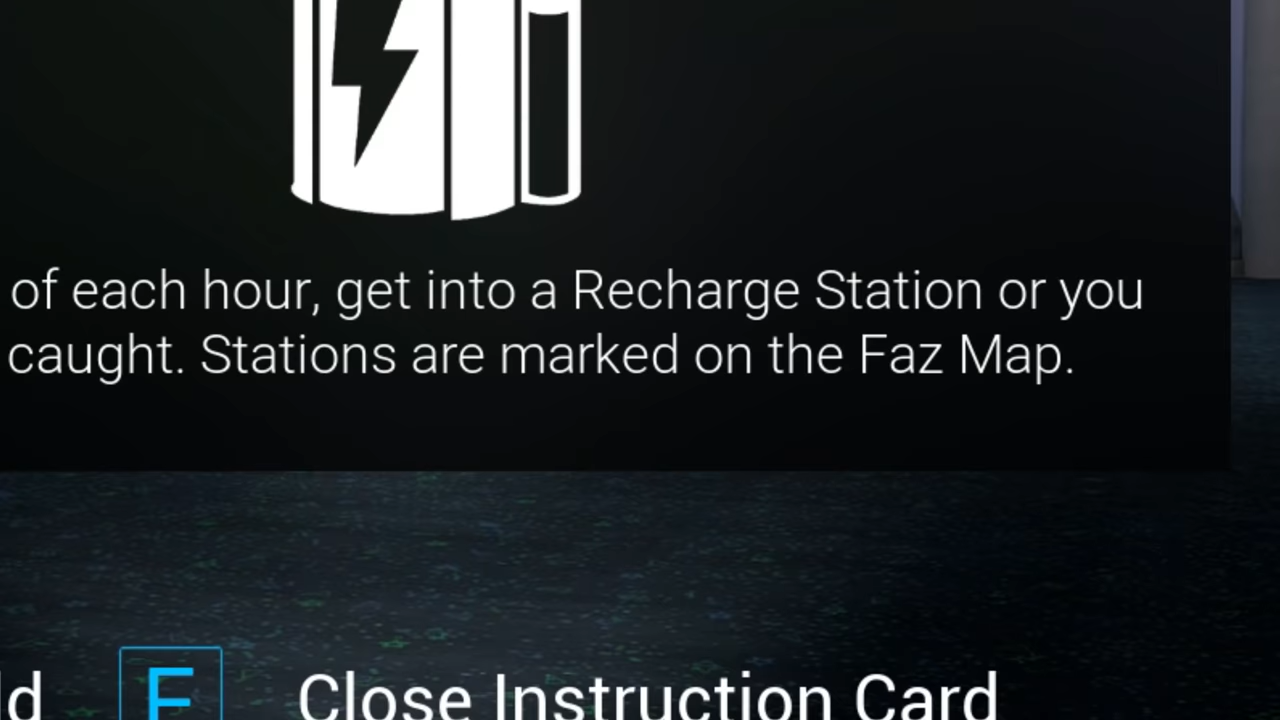 of each hour, get into a Recharge Station or you
caught. Stations are marked on the Faz Map.
Close Instruction Card